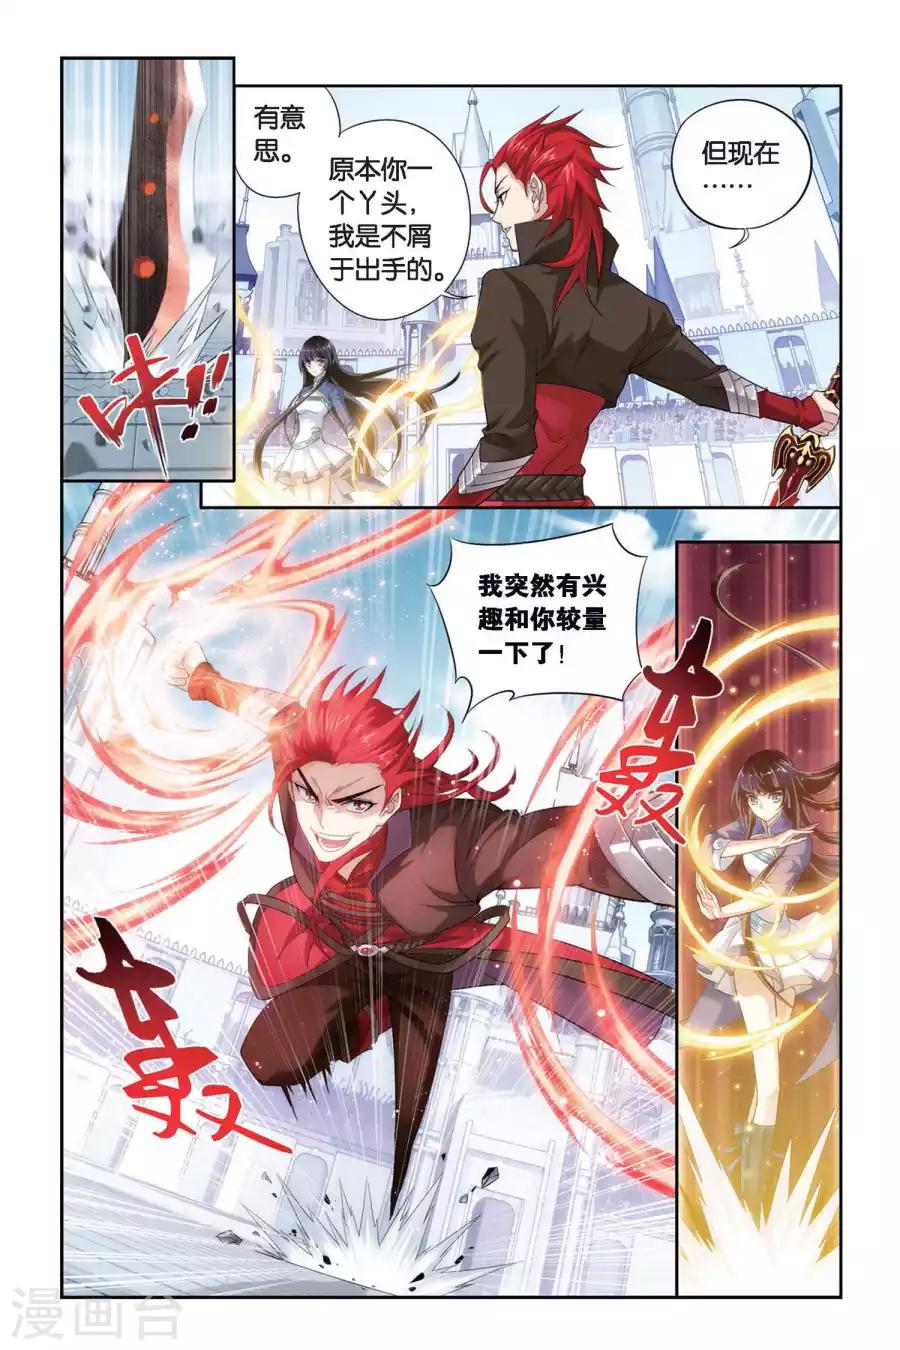 有意
思。
原本你一
个丫头，
我是不屑
于出手的。
但现在
……
咔!!
我突然有兴
趣和你较量
一下了!
轰
轰
漫画台